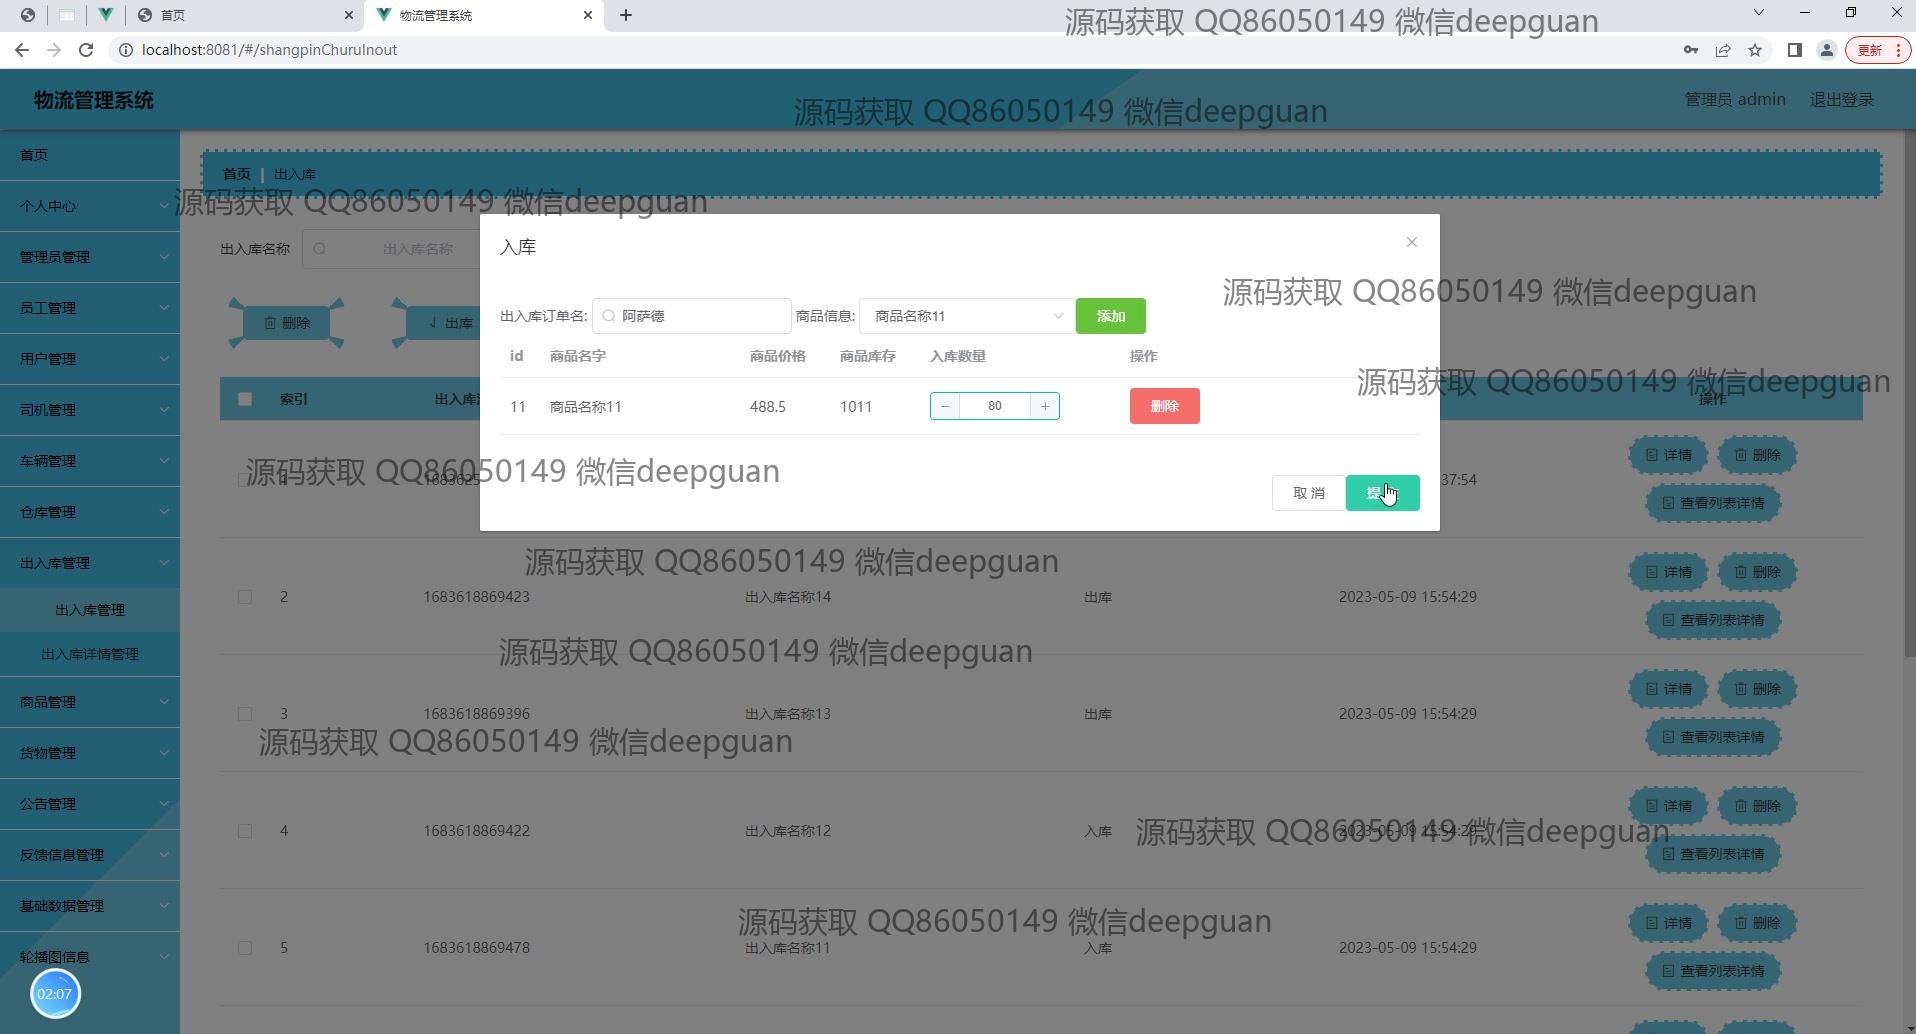 首页
物流管理系统
源码获取 QQ86050149 微信deepguan
localhost:8081/#/shangpinChuruInout
更新
物流管理系统
源码获取 QQ86050149 微信deepguan
管理员 admin
退出登录
首页
首页 | 出入库
个人中心
源码获取 QQ86050149 微信deepguan
管理员管理
出入库名称
出入库名称
入库
源码获取 QQ86050149 微信deepguan
员工管理
删除
出库
出入库订单名:
阿萨德
商品信息:
商品名称11
添加
用户管理
id 商品名字 商品价格 商品库存 入库数量 操作
源码获取 QQ86050149 微信deepguan
司机管理
索引
操作
11 商品名称11 488.5 1011 80 删除
车辆管理
源码获取 QQ86050149 微信deepguan
37:54
详情
删除
取 消
查看列表详情
仓库管理
出入库管理
源码获取 QQ86050149 微信deepguan
出入库管理
2 1683618869423 出入库名称14 出库 2023-05-09 15:54:29
详情
删除
查看列表详情
出入库详情管理
源码获取 QQ86050149 微信deepguan
商品管理
3 1683618869396 出入库名称13 出库 2023-05-09 15:54:29
详情
删除
查看列表详情
源码获取 QQ86050149 微信deepguan
货物管理
公告管理
4 1683618869422 出入库名称12 入库 2023-05-09 15:54:29
详情
删除
查看列表详情
源码获取 QQ86050149 微信deepguan
反馈信息管理
基础数据管理
源码获取 QQ86050149 微信deepguan
5 1683618869478 出入库名称11 入库 2023-05-09 15:54:29
详情
删除
查看列表详情
轮播图信息
02:07